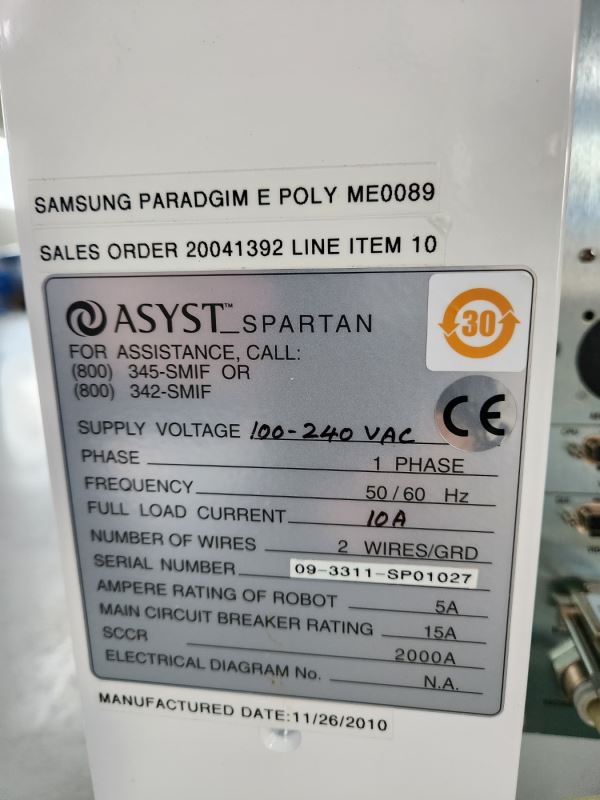 SAMSUNG PARADGIM E POLY ME0089
SALES ORDER 20041392 LINE ITEM 10
ASYST™_SPARTAN
30
FOR ASSISTANCE, CALL:
(800) 345-SMIF OR
(800) 342-SMIF
CE
SUPPLY VOLTAGE 100-240 VAC
PHASE 1 PHASE
FREQUENCY 50/60 Hz
FULL LOAD CURRENT 10A
NUMBER OF WIRES 2 WIRES/GRD
SERIAL NUMBER 09-3311-SP01027
AMPERE RATING OF ROBOT 5A
MAIN CIRCUIT BREAKER RATING 15A
SCCR 2000A
ELECTRICAL DIAGRAM No. N.A.
MANUFACTURED DATE:11/26/2010